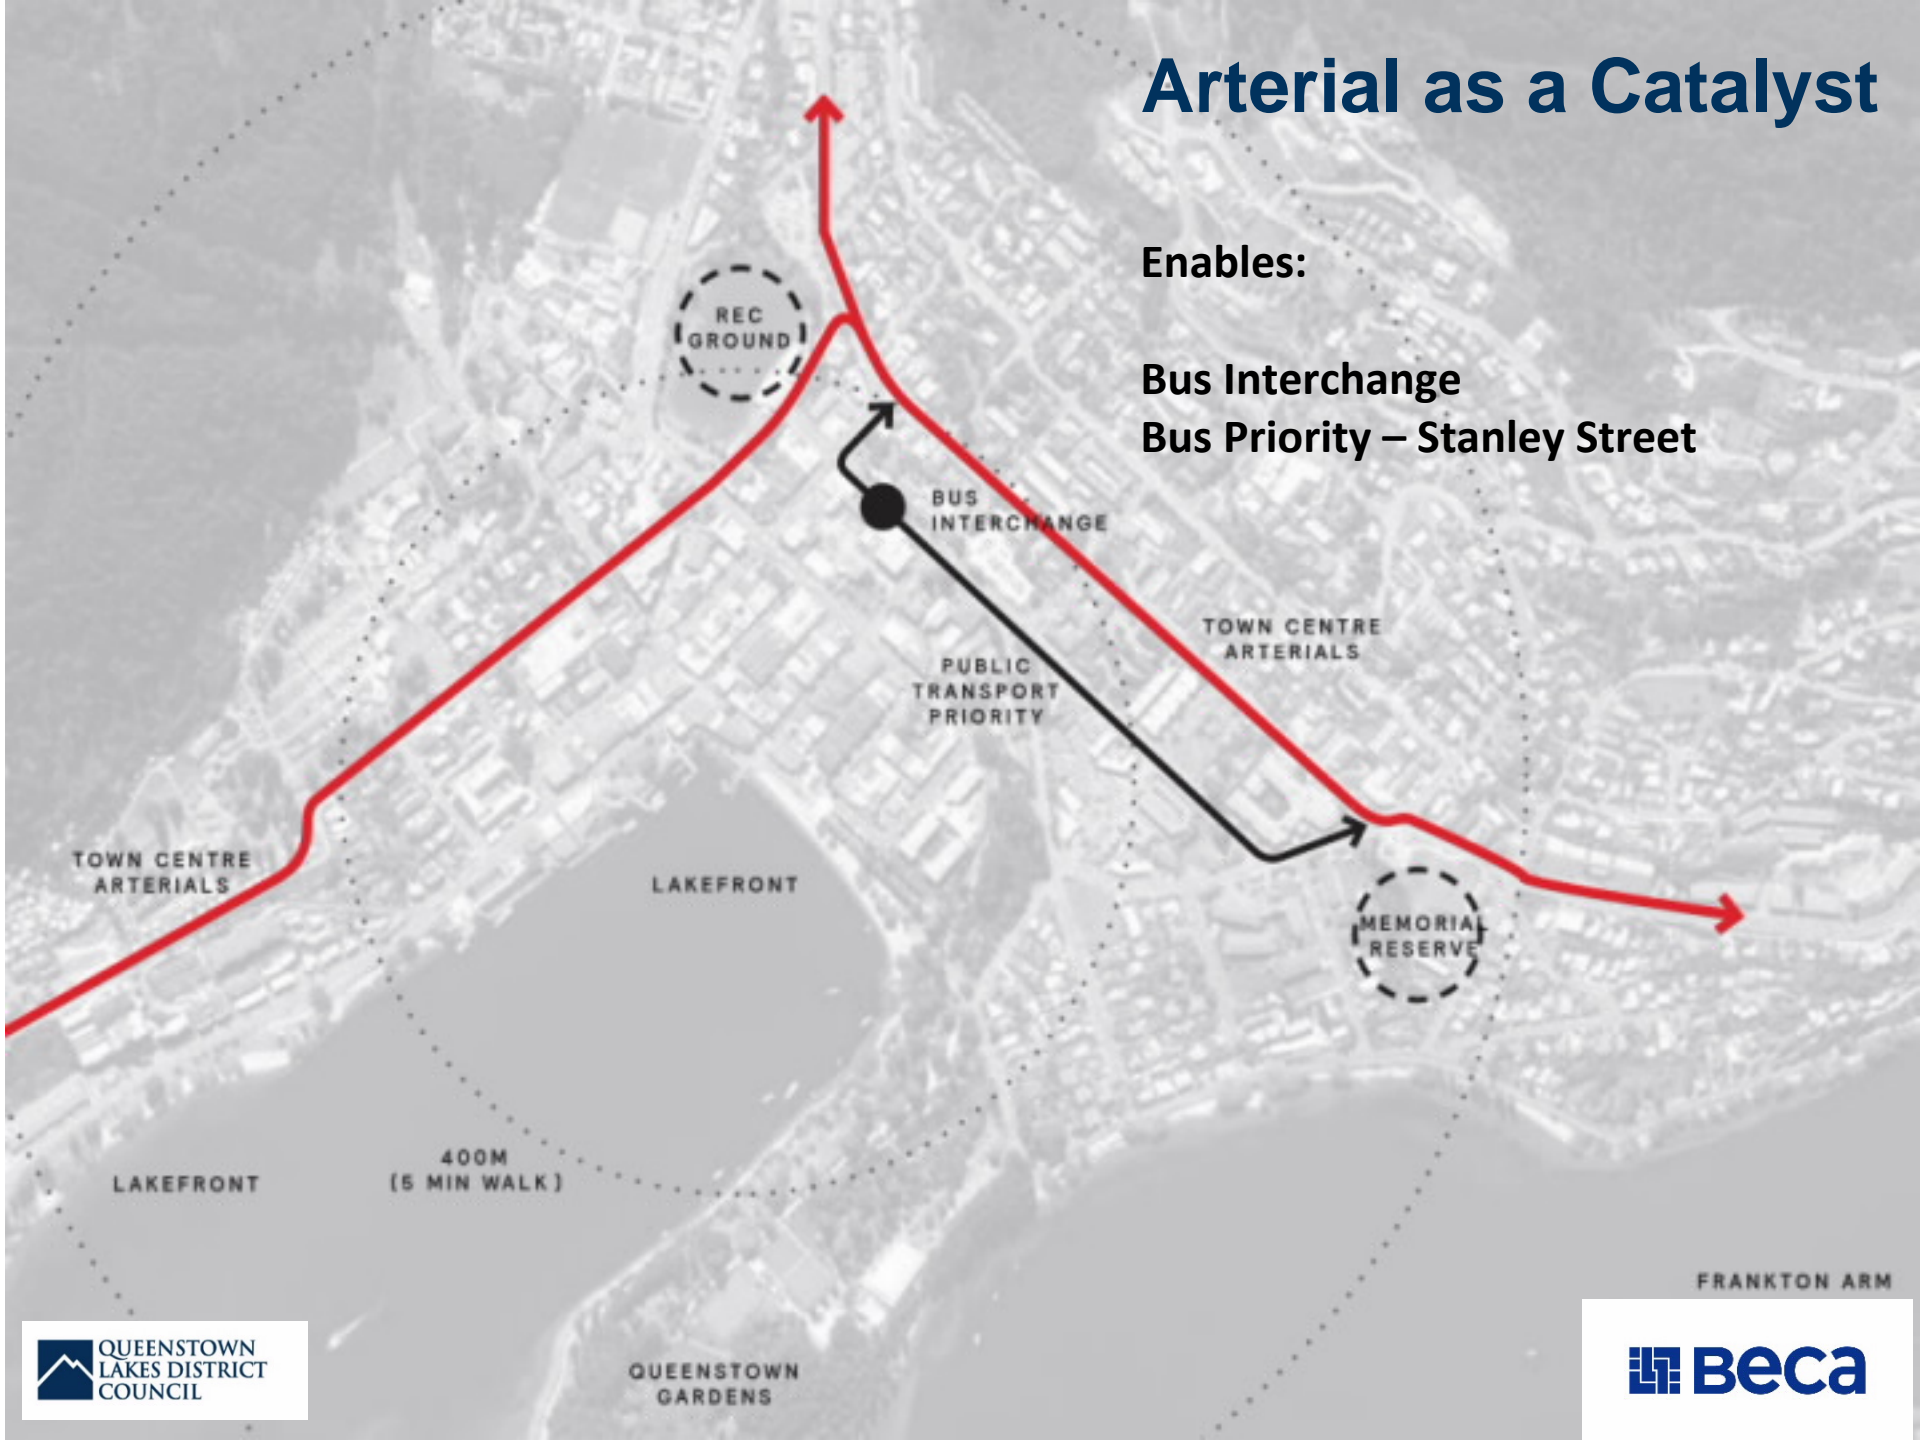 Arterial as a Catalyst
Enables:
Bus Interchange
Bus Priority – Stanley Street
REC
GROUND
BUS
INTERCHANGE
TOWN CENTRE
ARTERIALS
PUBLIC
TRANSPORT
PRIORITY
TOWN CENTRE
ARTERIALS
LAKEFRONT
MEMORIAL
RESERVE
400M
(5 MIN WALK)
LAKEFRONT
FRANKTON ARM
QUEENSTOWN
GARDENS
QUEENSTOWN
LAKES DISTRICT
COUNCIL
Beca